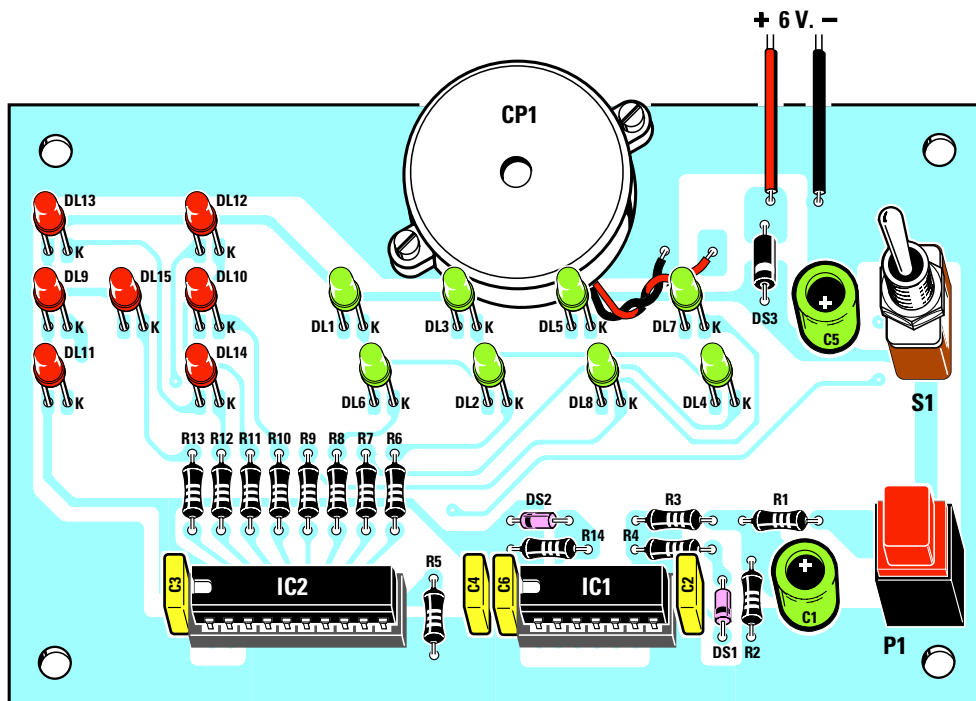 + 6 V. −
CP1
DL13
DL12
K
K
DL9
DL15
DL10
K
K
K
DL1
K
DL3
K
DL5
K
DL7
K
DS3
+
C5
DL11
DL14
K
K
DL6
K
DL2
K
DL8
K
DL4
K
S1
R13
R12
R11
R10
R9
R8
R7
R6
DS2
R3
R1
R14
R4
C3
IC2
R5
C4
C6
IC1
C2
DS1
R2
+
C1
P1